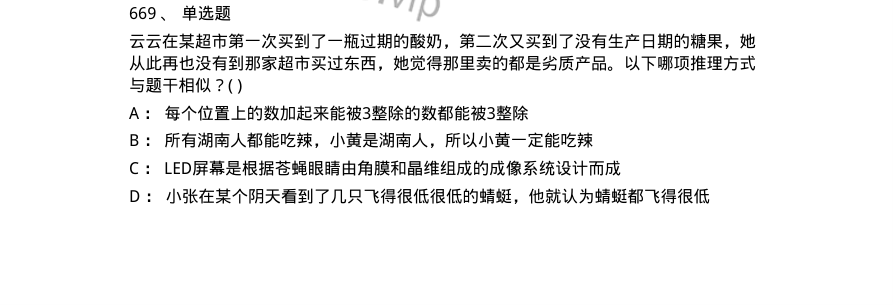 669 、 单选题
云云在某超市第一次买到了一瓶过期的酸奶，第二次又买到了没有生产日期的糖果，她
从此再也没有到那家超市买过东西，她觉得那里卖的都是劣质产品。以下哪项推理方式
与题干相似？( )
A ： 每个位置上的数加起来能被3整除的数都能被3整除
B ： 所有湖南人都能吃辣，小黄是湖南人，所以小黄一定能吃辣
C ： LED屏幕是根据苍蝇眼睛由角膜和晶维组成的成像系统设计而成
D ： 小张在某个阴天看到了几只飞得很低很低的蜻蜓，他就认为蜻蜓都飞得很低